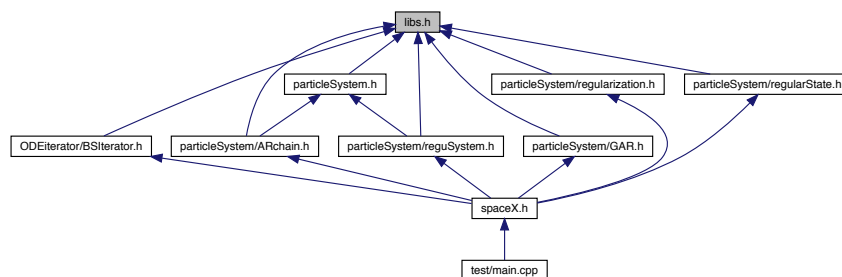 libs.h
particleSystem.h
particleSystem/regularization.h
particleSystem/regularState.h
ODEiterator/BSIterator.h
particleSystem/ARchain.h
particleSystem/reguSystem.h
particleSystem/GAR.h
spaceX.h
test/main.cpp